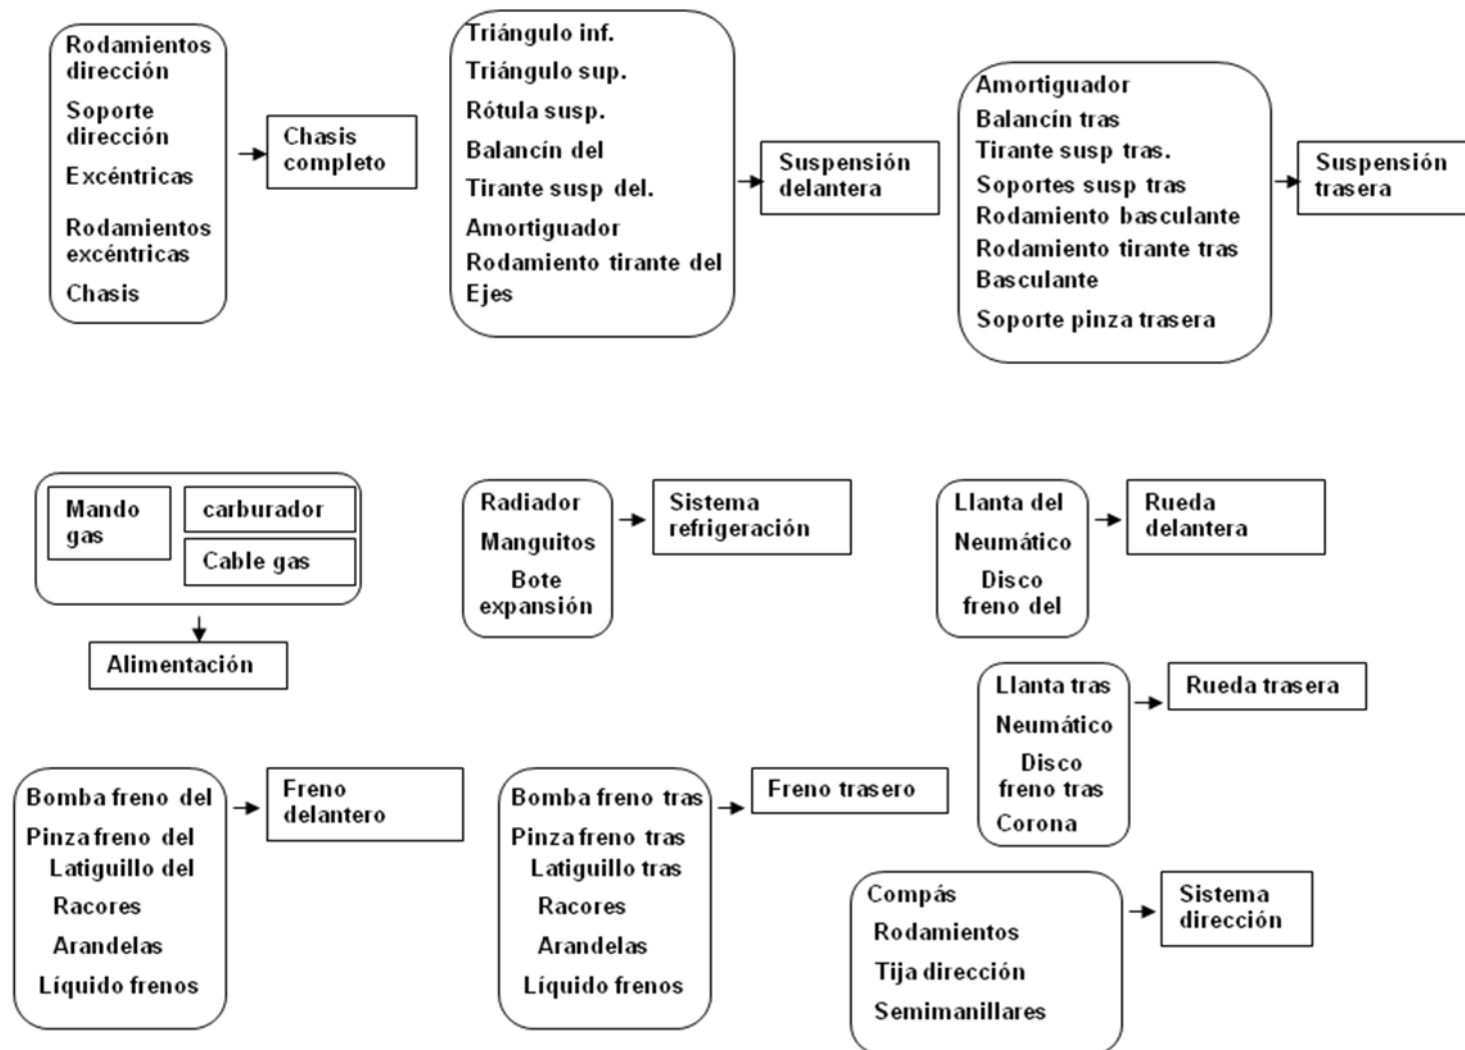 Rodamientos
dirección
Soporte
dirección
Excéntricas
Rodamientos
excéntricas
Chasis
Chasis
completo
Triángulo inf.
Triángulo sup.
Rótula susp.
Balancín del
Tirante susp del.
Amortiguador
Rodamiento tirante del
Ejes
Suspensión
delantera
Amortiguador
Balancín tras
Tirante susp tras.
Soportes susp tras
Rodamiento basculante
Rodamiento tirante tras
Basculante
Soporte pinza trasera
Suspensión
trasera
Mando
gas
carburador
Cable gas
Alimentación
Radiador
Manguitos
Bote
expansión
Sistema
refrigeración
Llanta del
Neumático
Disco
freno del
Rueda
delantera
Llanta tras
Neumático
Disco
freno tras
Corona
Rueda trasera
Bomba freno del
Pinza freno del
Latiguillo del
Racores
Arandelas
Líquido frenos
Freno
delantero
Bomba freno tras
Pinza freno tras
Latiguillo tras
Racores
Arandelas
Líquido frenos
Freno trasero
Compás
Rodamientos
Tija dirección
Semimanillares
Sistema
dirección